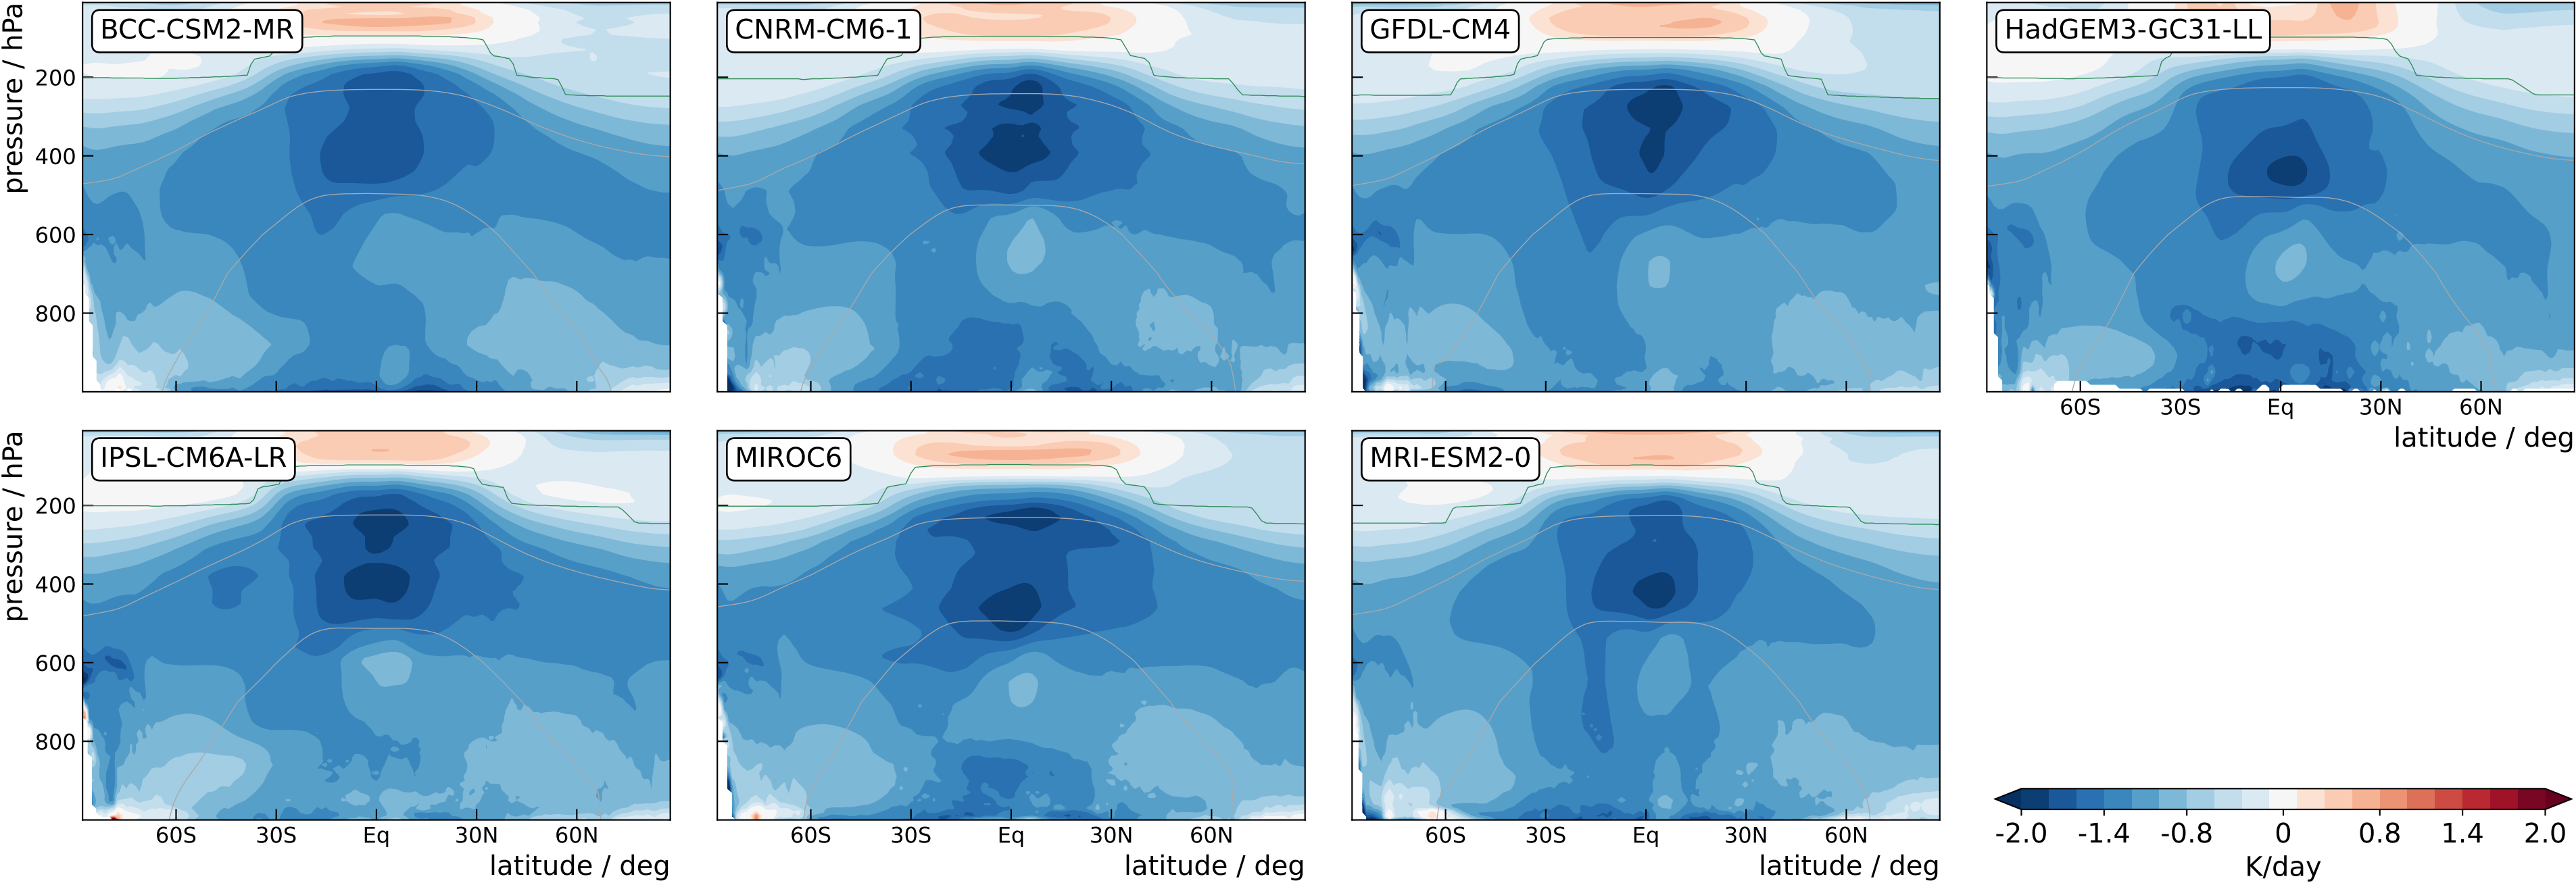 BCC-CSM2-MR
CNRM-CM6-1
GFDL-CM4
HadGEM3-GC31-LL
pressure / hPa
200
400
600
800
60S 30S Eq 30N 60N
latitude / deg
IPSL-CM6A-LR
MIROC6
MRI-ESM2-0
pressure / hPa
200
400
600
800
60S 30S Eq 30N 60N
latitude / deg
60S 30S Eq 30N 60N
latitude / deg
60S 30S Eq 30N 60N
latitude / deg
-2.0 -1.4 -0.8 0 0.8 1.4 2.0
K/day